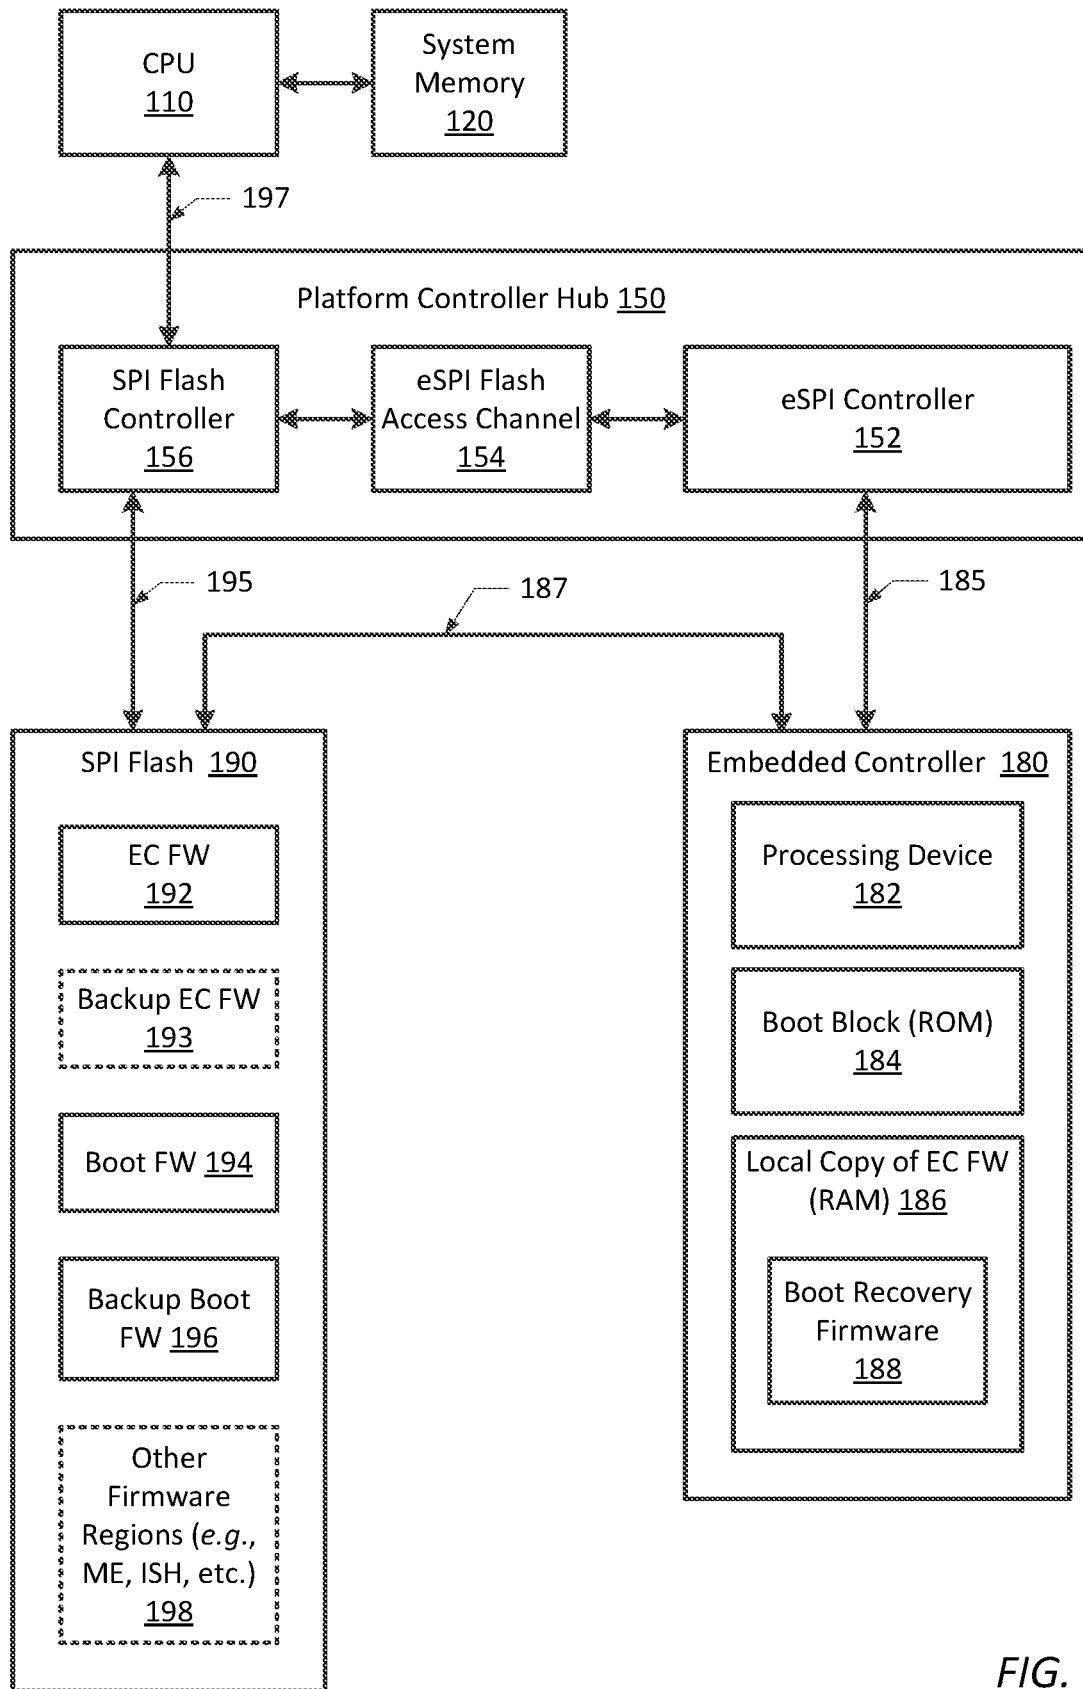 CPU
110
System
Memory
120
197
Platform Controller Hub 150
SPI Flash
Controller
156
eSPI Flash
Access Channel
154
eSPI Controller
152
195
187
185
SPI Flash 190
EC FW
192
Backup EC FW
193
Boot FW 194
Backup Boot
FW 196
Other
Firmware
Regions (e.g.,
ME, ISH, etc.)
198
Embedded Controller 180
Processing Device
182
Boot Block (ROM)
184
Local Copy of EC FW
(RAM) 186
Boot Recovery
Firmware
188
FIG.